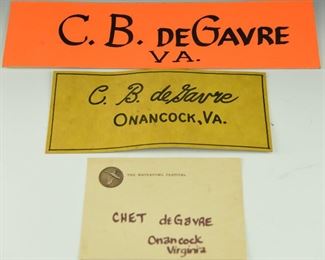 C. B. deGavre
VA.
C. B. deGavre
Onancock, Va.
THE WATERFOWL FESTIVAL
CHET deGAVRE
Onancock
Virginia